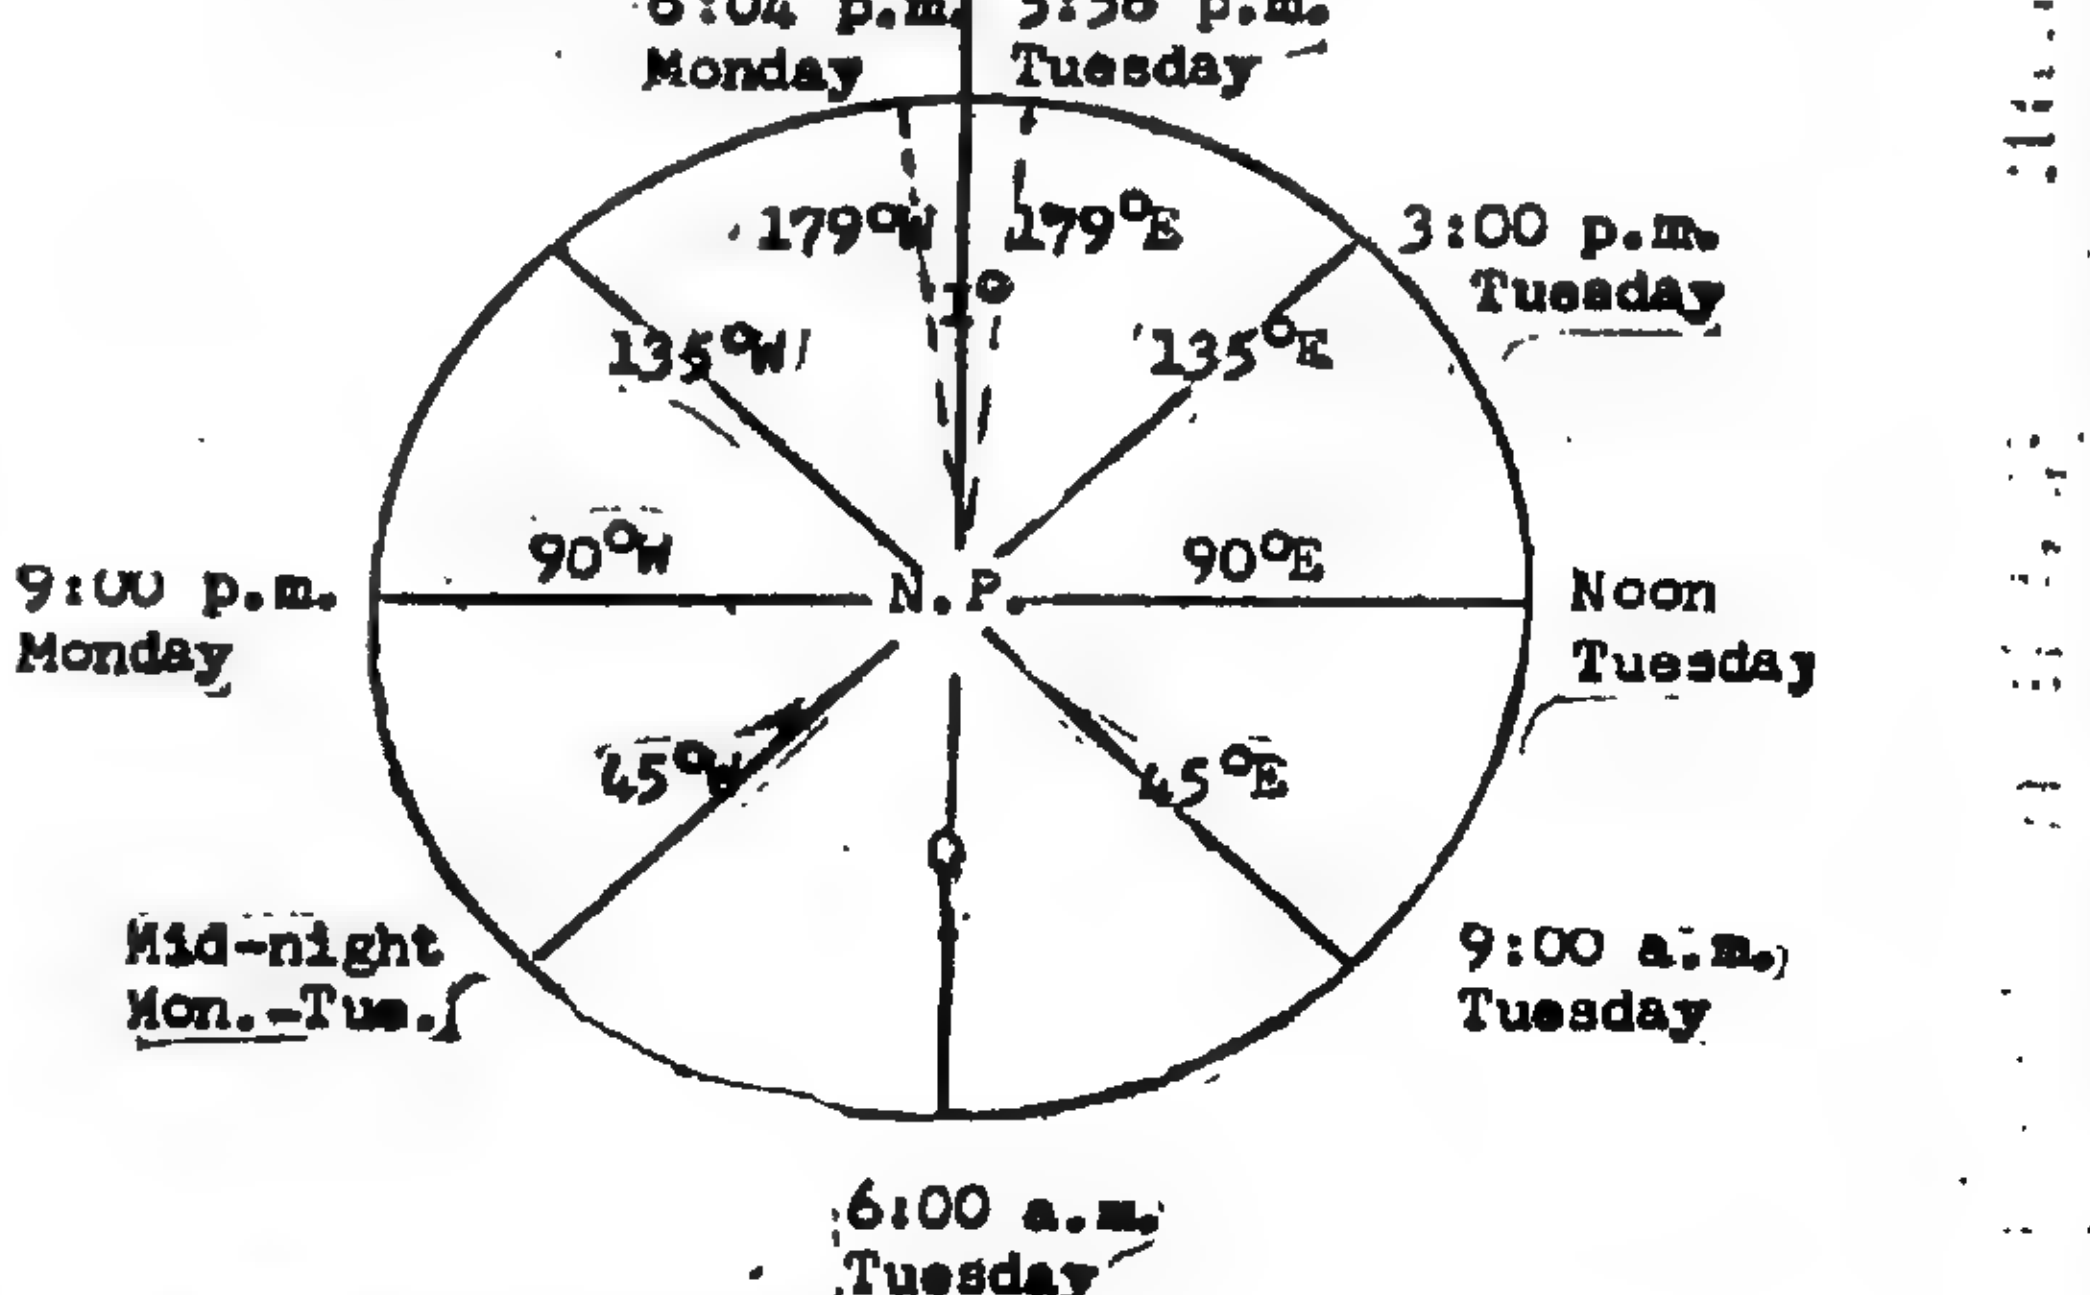 6:04 p.m. 5:56 p.m.
Monday Tuesday
179°W 179°E
3:00 p.m.
Tuesday
1°
135°W 135°E
90°W 90°E
9:00 p.m.
Monday
N.P.
Noon
Tuesday
45°W 45°E
0
Mid-night
Mon.-Tue.
9:00 a.m.
Tuesday
6:00 a.m.
Tuesday